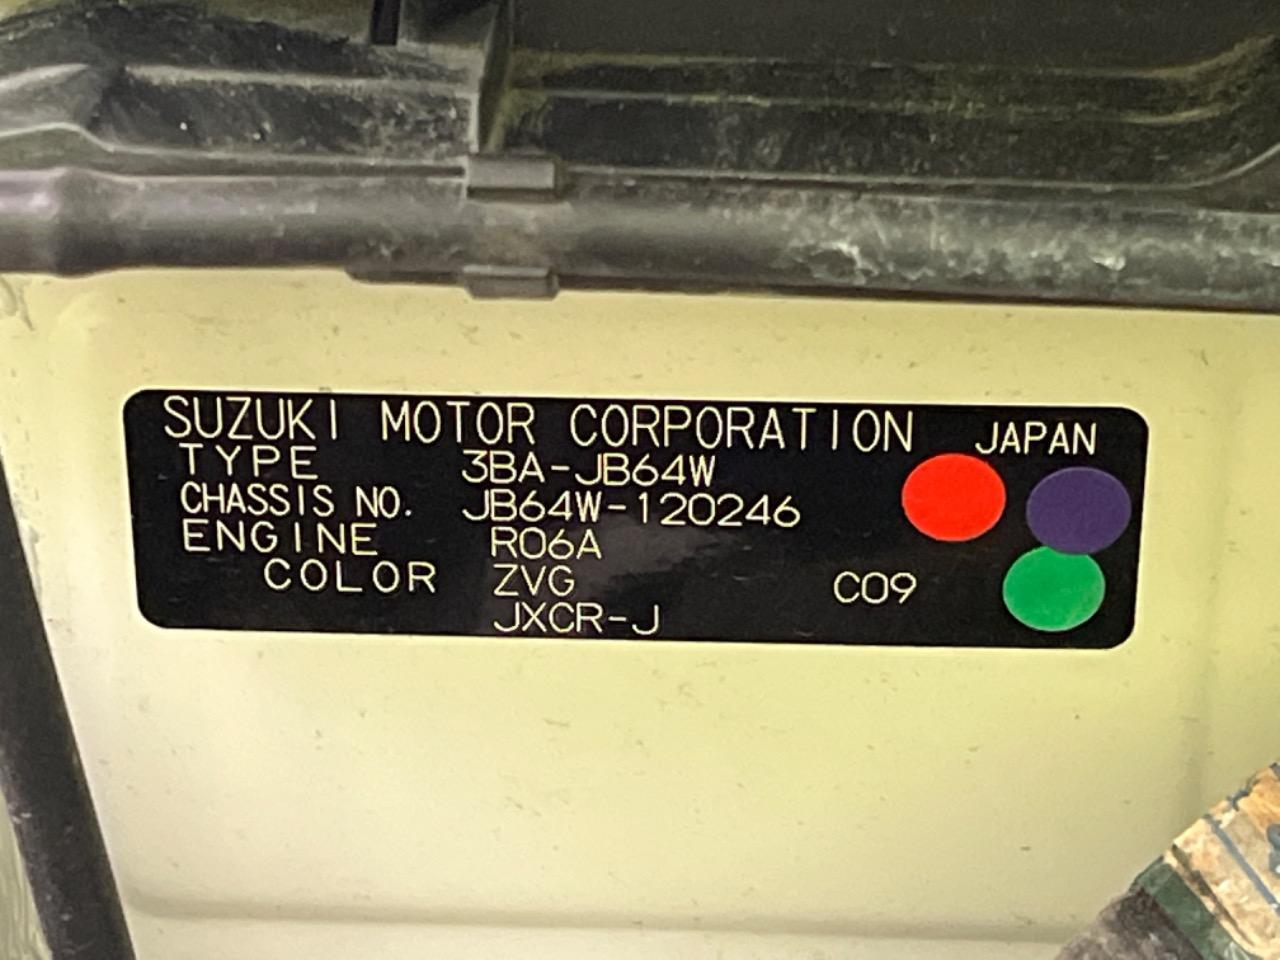 SUZUKI MOTOR CORPORATION JAPAN
TYPE 3BA-JB64W
CHASSIS NO. JB64W-120246
ENGINE R06A
COLOR ZVG C09
JXCR-J